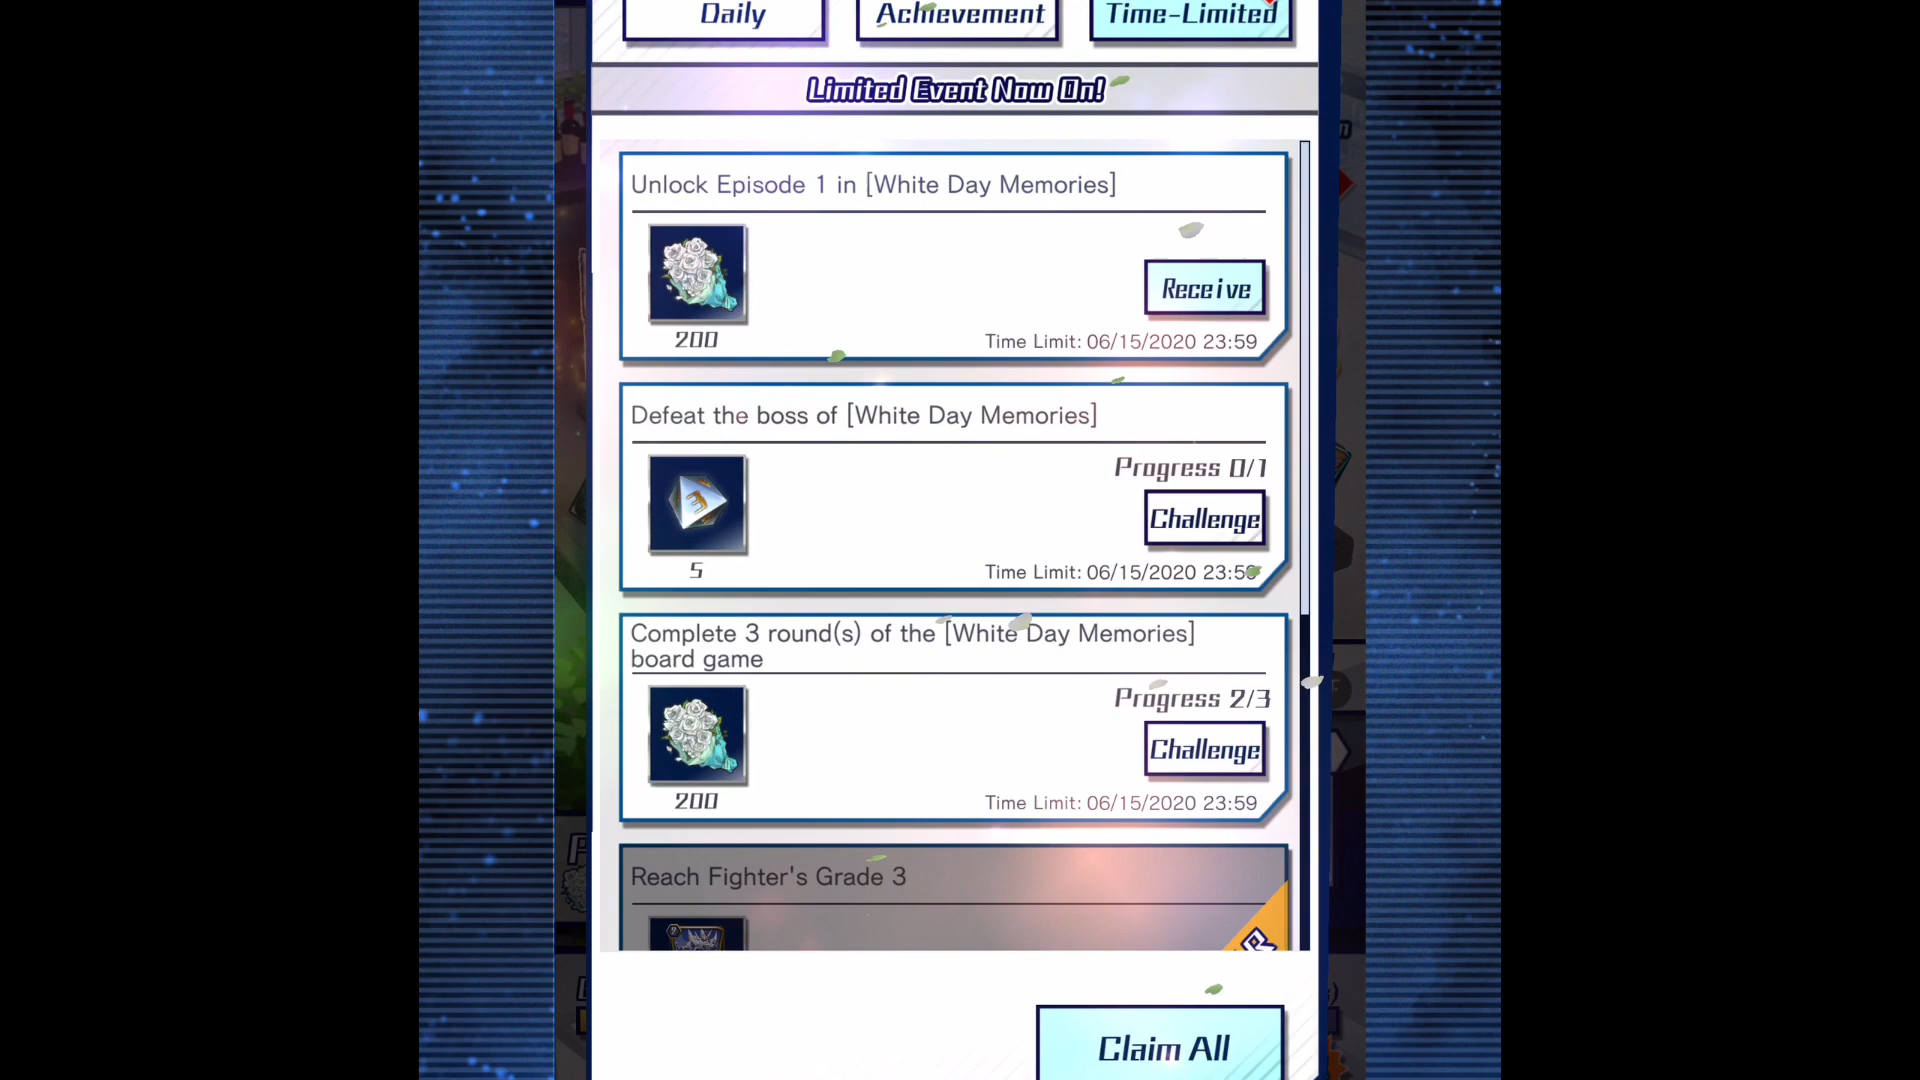 Daily
Achievement
Time-Limited
Limited Event Now On!
Unlock Episode 1 in [White Day Memories]
Receive
200
Time Limit: 06/15/2020 23:59
Defeat the boss of [White Day Memories]
Progress 0/1
3
Challenge
5
Time Limit: 06/15/2020 23:59
Complete 3 round(s) of the [White Day Memories]
board game
Progress 2/3
Challenge
200
Time Limit: 06/15/2020 23:59
Reach Fighter's Grade 3
Claim All